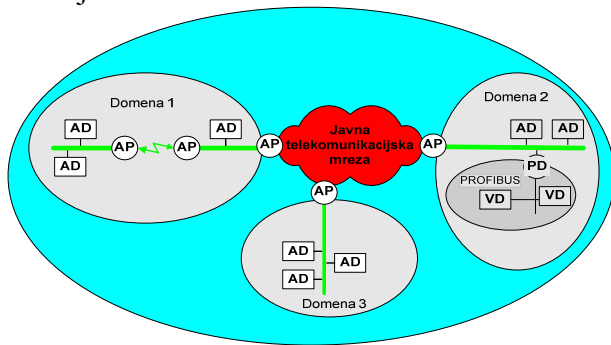 Domena 1
AD
AD
AP
AP
AD
AP
Javna
telekomunikacijska
mreza
AP
AP
Domena 2
AD
AD
PD
PROFIBUS
VD
VD
AD
AD
AD
Domena 3